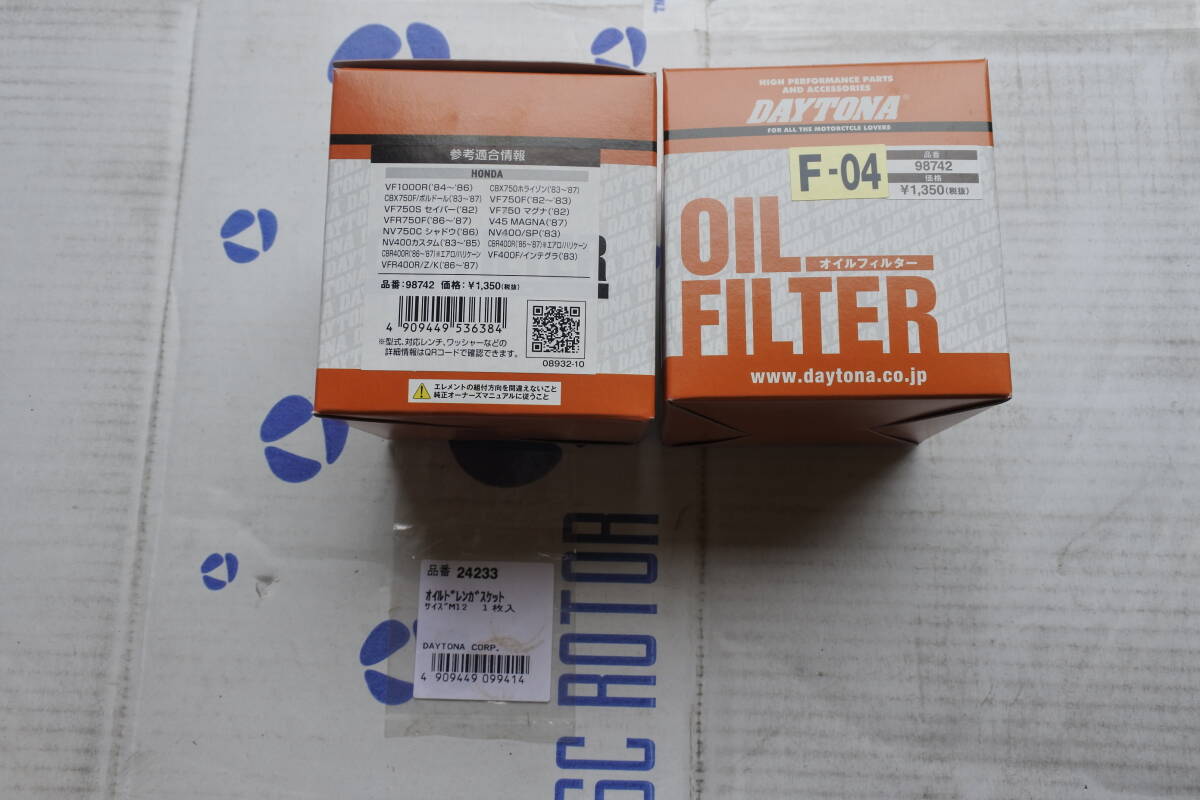 参考適合情報
HONDA
VF1000R('84～'86)
CBX750F/ボルドール('83～'87)
VF750S セイバー('82)
VFR750F('86～'87)
NV750C シャドウ('86)
NV400カスタム('83～'85)
CBR400R('86～'87)※エアロ/ハリケーン
VFR400R/Z/K('86～'87)
CBX750ホライゾン('83～'87)
VF750F('82～'83)
VF750 マグナ('82)
V45 MAGNA('87)
NV400/SP('83)
CBR400R('86～'87)※エアロ/ハリケーン
VF400F/インテグラ('83)
品番:98742 価格:￥1,350(税抜)
4 909449 536384
※型式、対応レンチ、ワッシャーなどの
詳細情報はQRコードで確認できます。
08932-10
エレメントの組付方向を間違えないこと
純正オーナーズマニュアルに従うこと
HIGH PERFORMANCE PARTS
AND ACCESSORIES
DAYTONA®
FOR ALL THE MOTORCYCLE LOVERS
F-04
品番
98742
価格
￥1,350(税抜)
OIL
オイルフィルター
FILTER
www.daytona.co.jp
品番 24233
オイルドレンガスケット
サイズM12 1枚入
DAYTONA CORP.
4 909449 099414
SC ROTOR